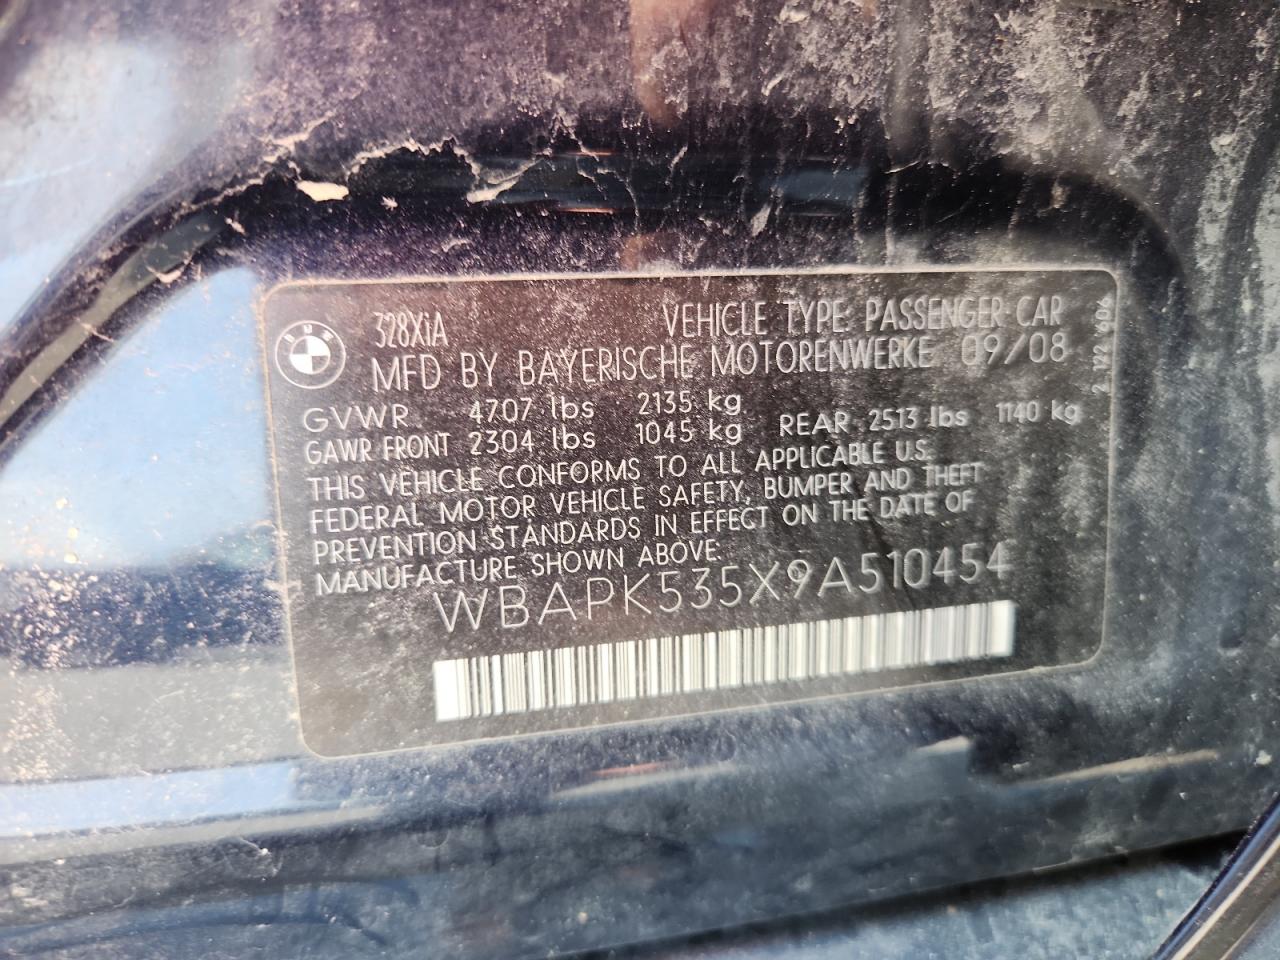 BMW
328XiA
VEHICLE TYPE PASSENGER CAR
MFD BY BAYERISCHE MOTORENWERKE 09/08
GVWR 4707 lbs 2135 kg
GAWR FRONT 2304 lbs 1045 kg REAR 2513 lbs 1140 kg
THIS VEHICLE CONFORMS TO ALL APPLICABLE U.S.
FEDERAL MOTOR VEHICLE SAFETY, BUMPER AND THEFT
PREVENTION STANDARDS IN EFFECT ON THE DATE OF
MANUFACTURE SHOWN ABOVE:
WBAPK535X9A510454